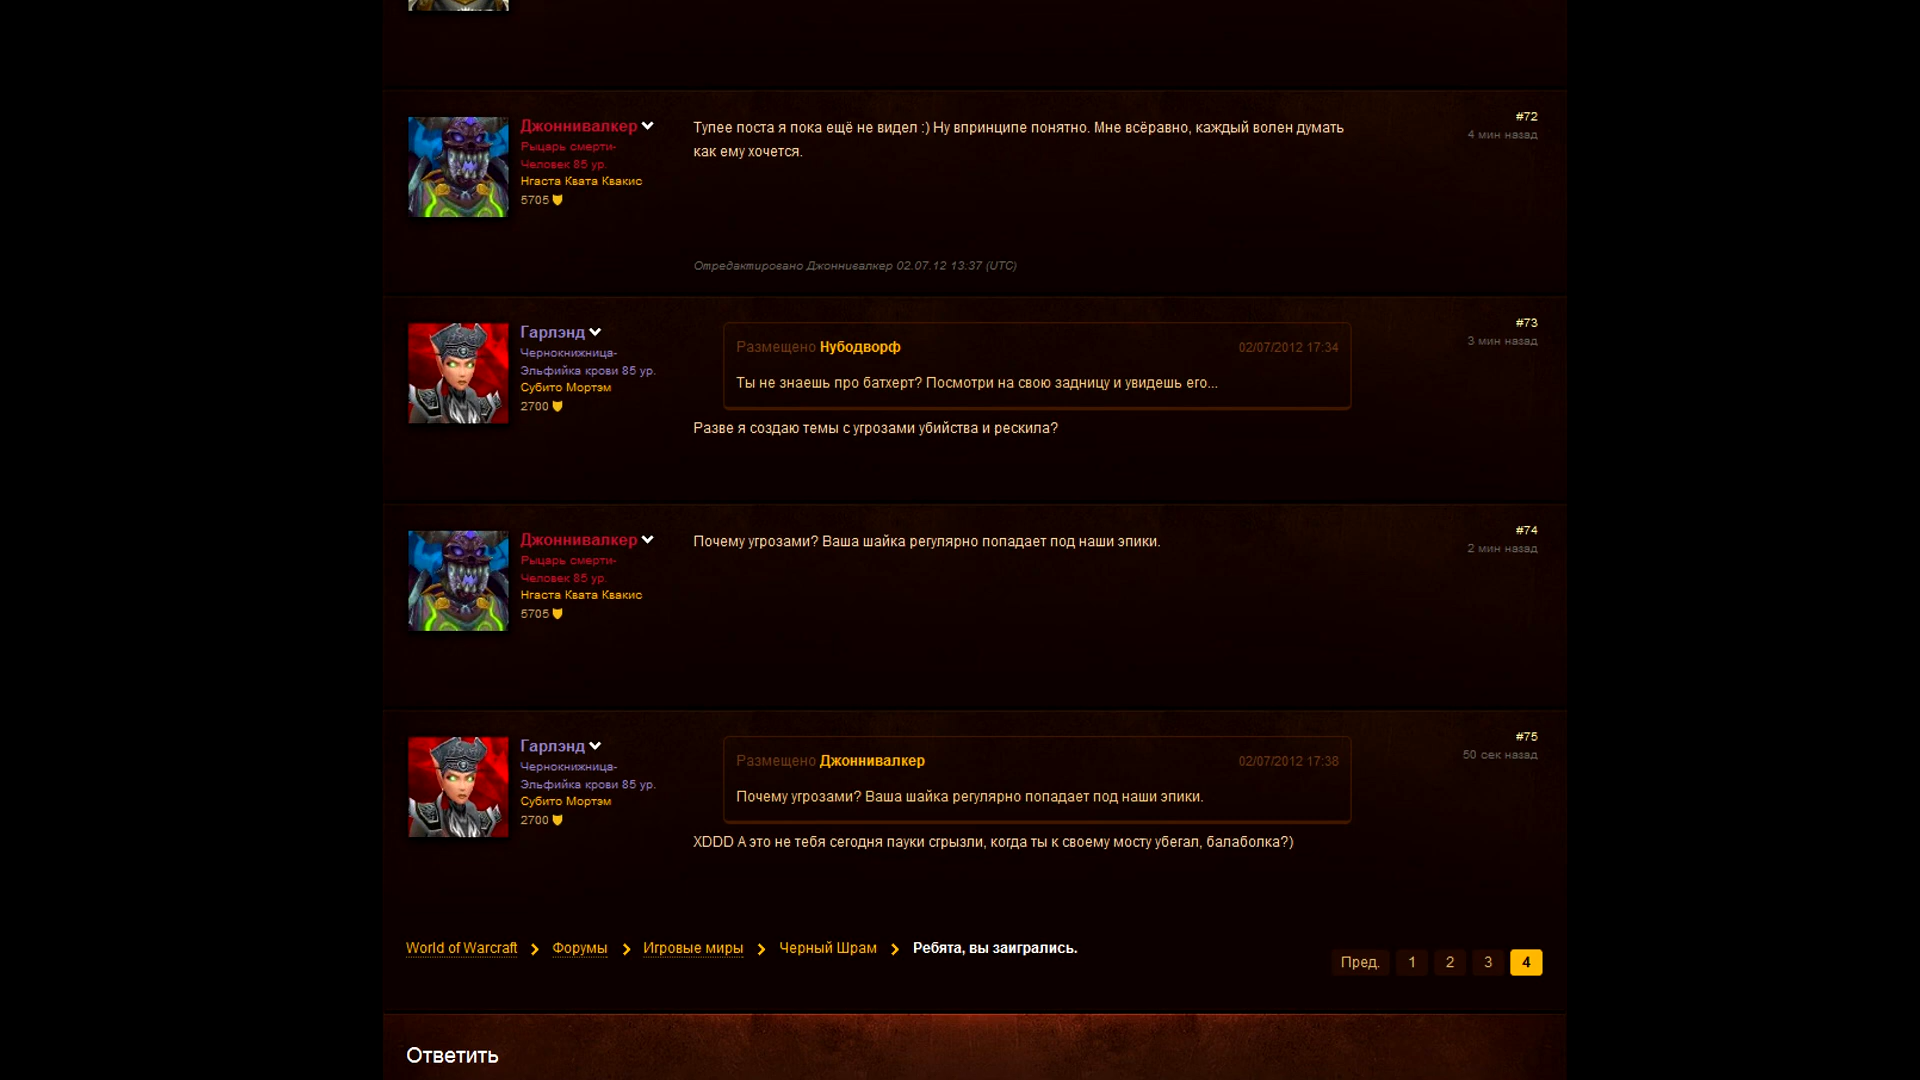 Джоннивалкер
Рыцарь смерти-
Человек 85 ур.
Нгаста Квата Квакис
5705
Тупее поста я пока ещё не видел :) Ну впринципе понятно. Мне всёравно, каждый волен думать
как ему хочется.
Отредактировано Джоннивалкер 02.07.12 13:37 (UTC)
#72
4 мин назад
Гарлэнд
Чернокнижница-
Эльфийка крови 85 ур.
Субито Мортэм
2700
Размещено Нубодворф 02/07/2012 17:34
Ты не знаешь про батхерт? Посмотри на свою задницу и увидешь его...
Разве я создаю темы с угрозами убийства и рескила?
#73
3 мин назад
Джоннивалкер
Рыцарь смерти-
Человек 85 ур.
Нгаста Квата Квакис
5705
Почему угрозами? Ваша шайка регулярно попадает под наши эпики.
#74
2 мин назад
Гарлэнд
Чернокнижница-
Эльфийка крови 85 ур.
Субито Мортэм
2700
Размещено Джоннивалкер 02/07/2012 17:38
Почему угрозами? Ваша шайка регулярно попадает под наши эпики.
XDDD А это не тебя сегодня пауки сгрызли, когда ты к своему мосту убегал, балаболка?)
#75
50 сек назад
World of Warcraft Форумы Игровые миры Черный Шрам Ребята, вы заигрались.
Пред. 1 2 3 4
Ответить